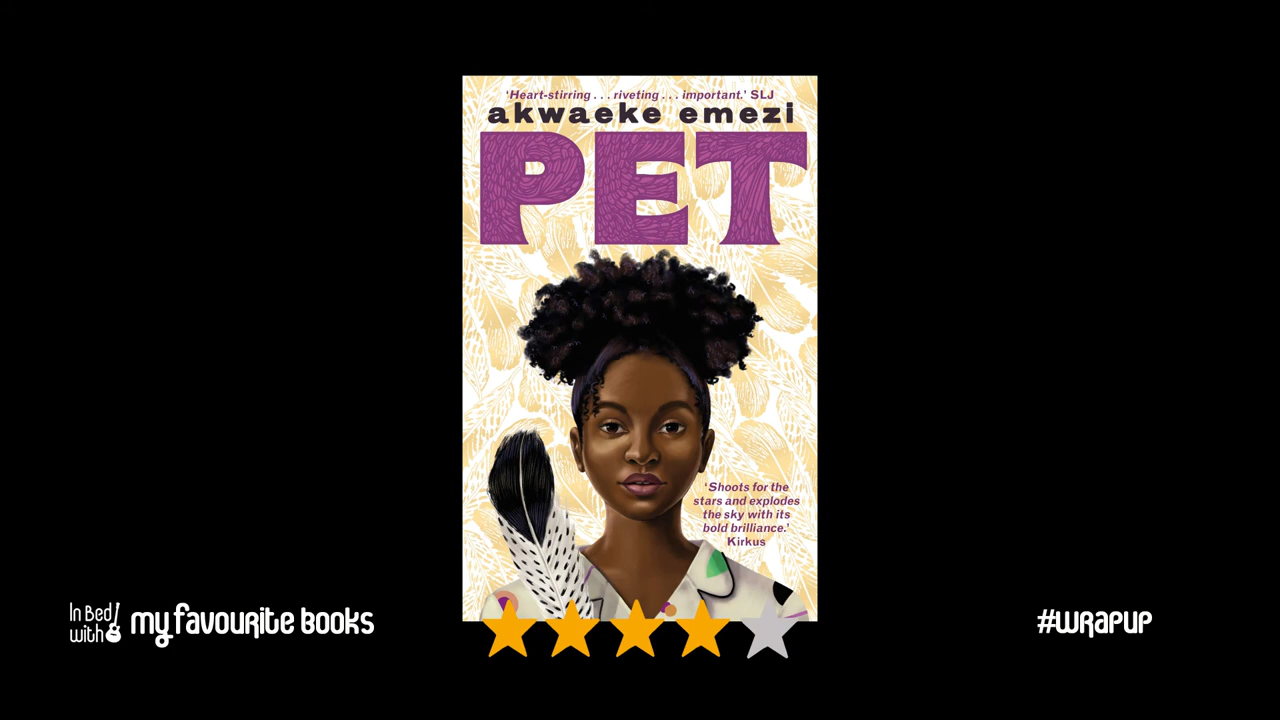 'Heart-stirring . . . riveting . . . important.' SLJ
akwaeke emezi
PET
'Shoots for the
stars and explodes
the sky with its
bold brilliance.'
Kirkus
In Bed
with
my favourite books
#WRAPUP